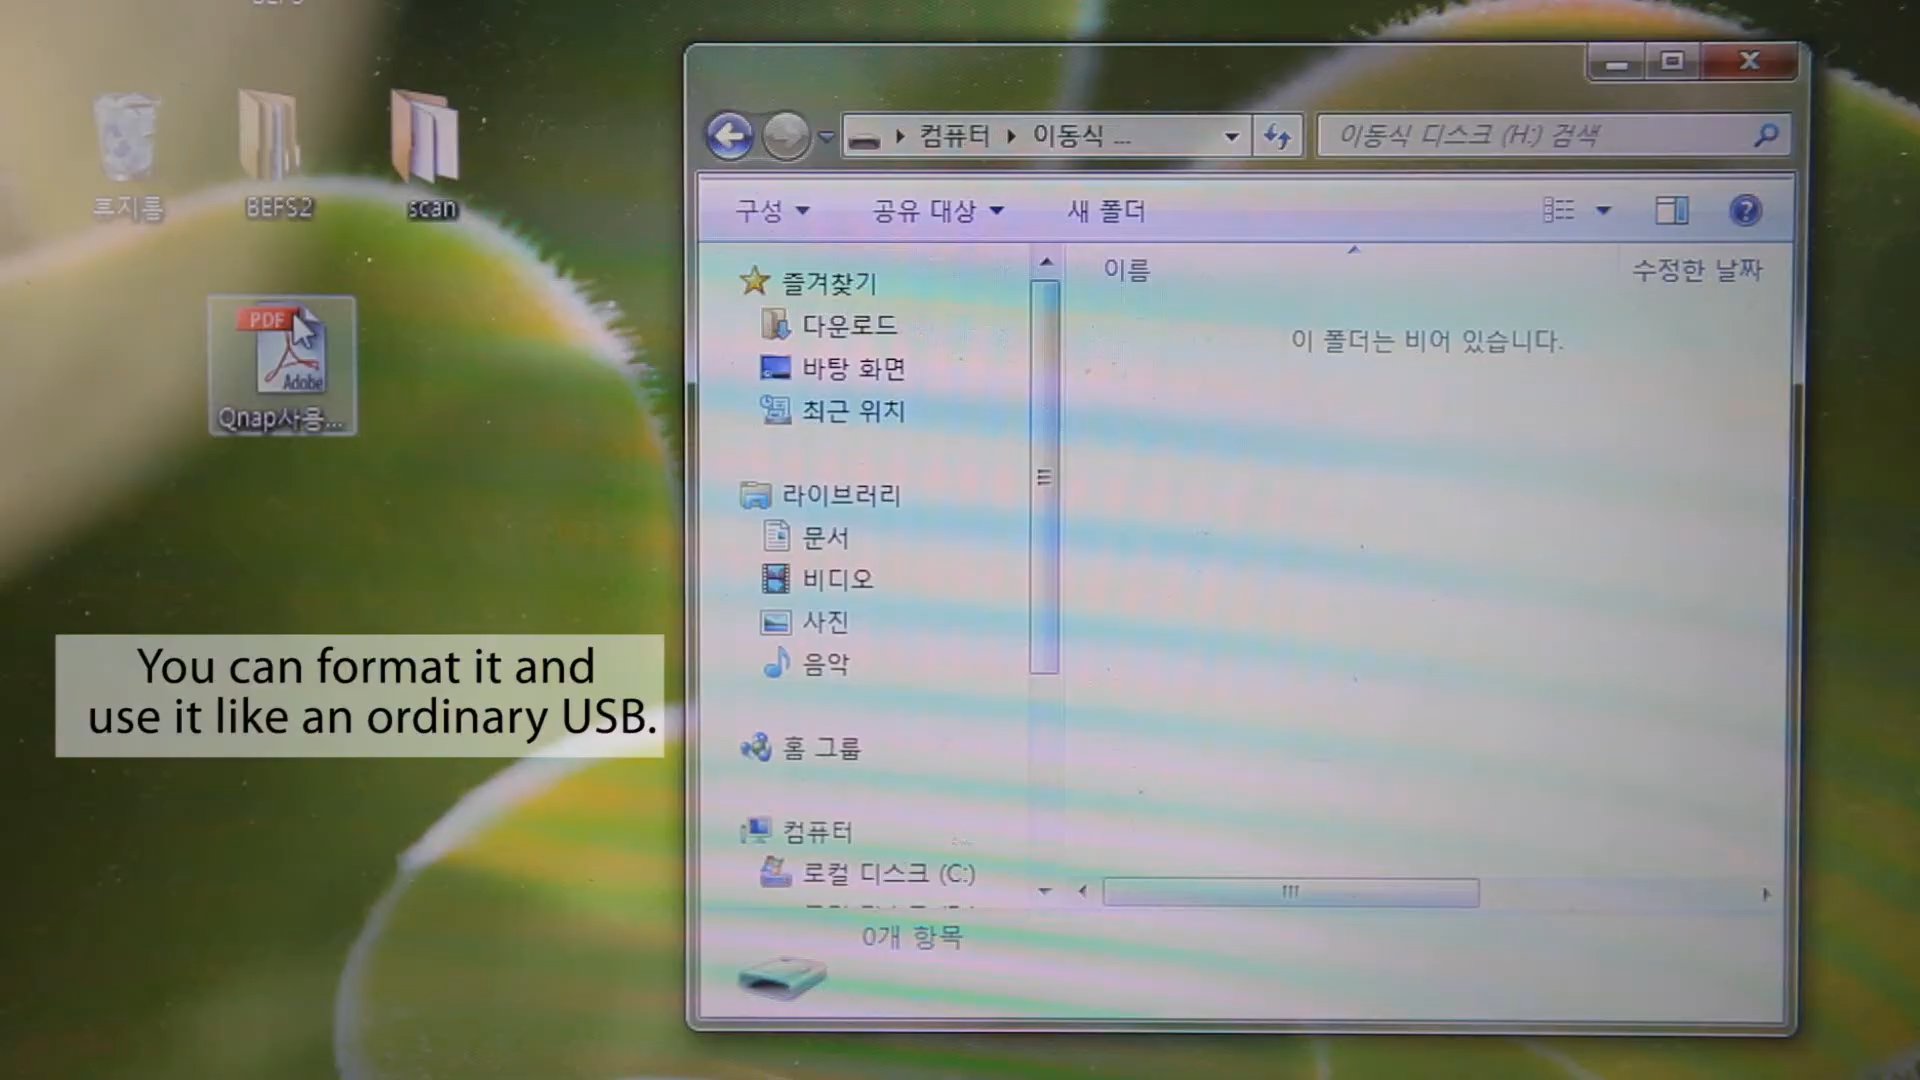 컴퓨터 이동식 ...
이동식 디스크 (H:) 검색
휴지통
BEFS2
scan
구성
공유 대상
새 폴더
즐겨찾기
다운로드
바탕 화면
최근 위치
이름
수정한 날짜
이 폴더는 비어 있습니다.
PDF
Adobe
Qnap사용...
라이브러리
문서
비디오
사진
음악
You can format it and
use it like an ordinary USB.
홈 그룹
컴퓨터
로컬 디스크 (C:)
0개 항목